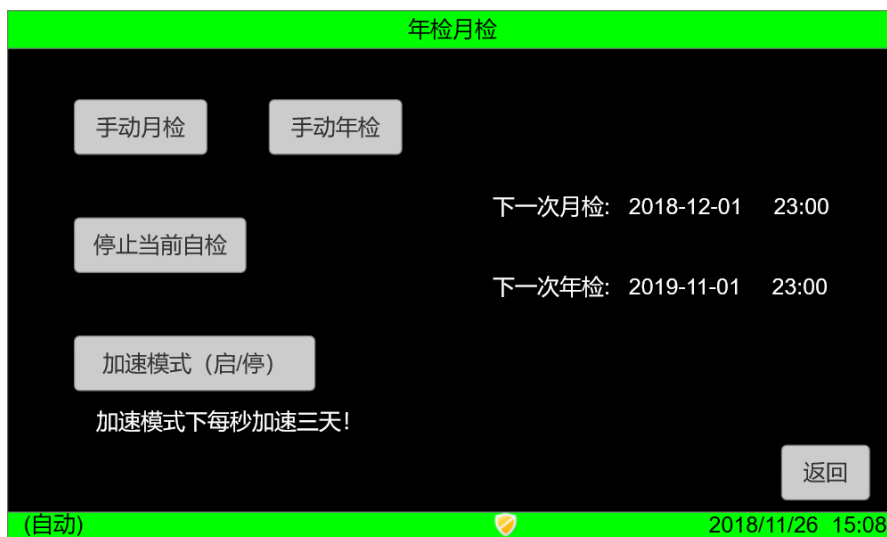 年检月检
手动月检 手动年检
下一次月检: 2018-12-01 23:00
停止当前自检
下一次年检: 2019-11-01 23:00
加速模式（启/停）
加速模式下每秒加速三天!
返回
(自动) 2018/11/26 15:08